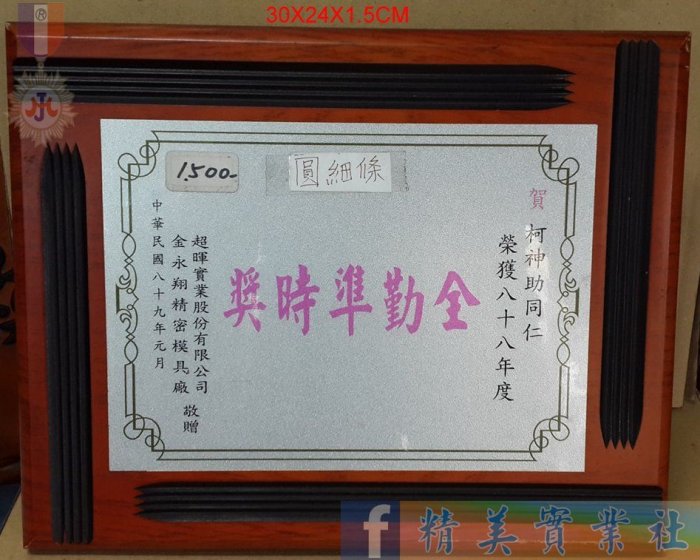 30X24X1.5CM
1.500-
圓細條
賀
柯神助同仁
榮獲八十八年度
全勤準時獎
超暉實業股份有限公司
金永翔精密模具廠
敬贈
中華民國八十九年元月
f 精美實業社
®